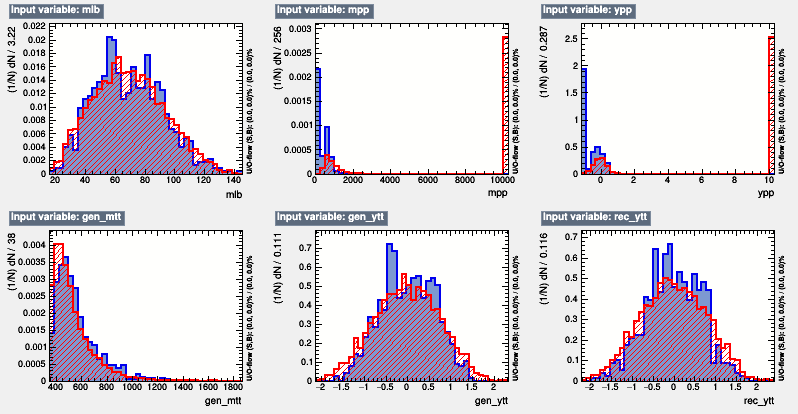 Input variable: mlb
Input variable: mpp
Input variable: ypp
(1/N) dN / 3.22
0.022
0.02
0.018
0.016
0.014
0.012
0.01
0.008
0.006
0.004
0.002
0
20 40 60 80 100 120 140
mlb
U/O-flow (S,B): (0.0, 0.0)% / (0.0, 0.0)%
(1/N) dN / 256
0.003
0.0025
0.002
0.0015
0.001
0.0005
0
0 2000 4000 6000 8000 10000
mpp
U/O-flow (S,B): (0.0, 0.0)% / (0.0, 0.0)%
(1/N) dN / 0.287
2.5
2
1.5
1
0.5
0
0 2 4 6 8 10
ypp
U/O-flow (S,B): (0.0, 0.0)% / (0.0, 0.0)%
Input variable: gen_mtt
Input variable: gen_ytt
Input variable: rec_ytt
(1/N) dN / 38
0.004
0.0035
0.003
0.0025
0.002
0.0015
0.001
0.0005
0
400 600 800 1000 1200 1400 1600 1800
gen_mtt
U/O-flow (S,B): (0.0, 0.0)% / (0.0, 0.0)%
(1/N) dN / 0.111
0.7
0.6
0.5
0.4
0.3
0.2
0.1
0
−2 −1.5 −1 −0.5 0 0.5 1 1.5
gen_ytt
U/O-flow (S,B): (0.0, 0.0)% / (0.0, 0.0)%
(1/N) dN / 0.116
0.7
0.6
0.5
0.4
0.3
0.2
0.1
0
−2 −1.5 −1 −0.5 0 0.5 1 1.5
rec_ytt
U/O-flow (S,B): (0.0, 0.0)% / (0.0, 0.0)%